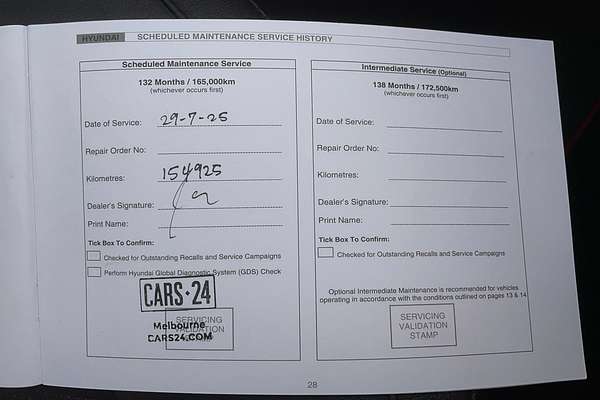 HYUNDAI SCHEDULED MAINTENANCE SERVICE HISTORY
Scheduled Maintenance Service
132 Months / 165,000km
(whichever occurs first)
Date of Service: 29-7-25
Repair Order No:
Kilometres: 154925
Dealer's Signature:
Print Name:
Tick Box To Confirm:
Checked for Outstanding Recalls and Service Campaigns
Perform Hyundai Global Diagnostic System (GDS) Check
CARS24
SERVICING
Melbourne
VALIDATION
CARS24.COM
Intermediate Service (Optional)
138 Months / 172,500km
(whichever occurs first)
Date of Service:
Repair Order No:
Kilometres:
Dealer's Signature:
Print Name:
Tick Box To Confirm:
Checked for Outstanding Recalls and Service Campaigns
Optional Intermediate Maintenance is recommended for vehicles
operating in accordance with the conditions outlined on pages 13 & 14
SERVICING
VALIDATION
STAMP
28